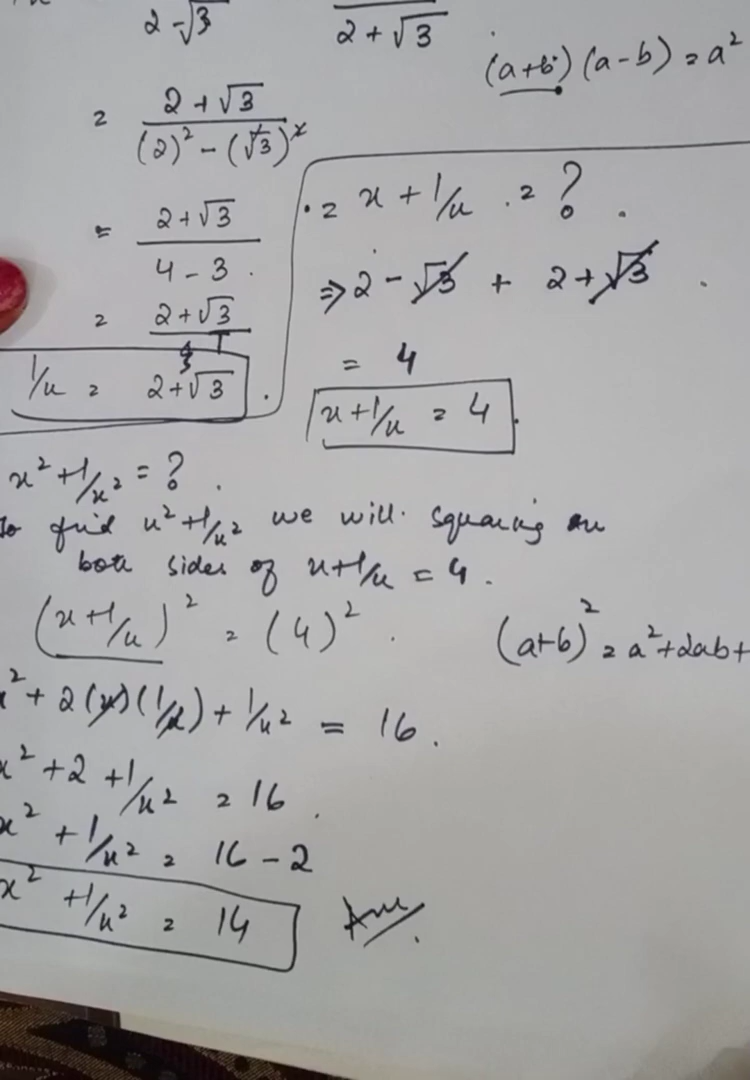 2-√3
2+√3
(a+b)(a-b) = a²
= 2+√3 / (2)² - (√3)²
= 2+√3 / 4-3 .
= 2+√3 / 1
1/x = 2+√3 .
= x + 1/x . = ? .
⇒ 2 - √3 + 2+√3 .
= 4
x+1/x = 4 .
x² + 1/x² = ? .
To find x²+1/x² we will squaring on
both sides of x+1/x = 4 .
(x+1/x)² = (4)² .
(a+b)² = a²+2ab+
x² + 2(x)(1/x) + 1/x² = 16 .
x² + 2 + 1/x² = 16 .
x² + 1/x² = 16 - 2
x² + 1/x² = 14 Ans .